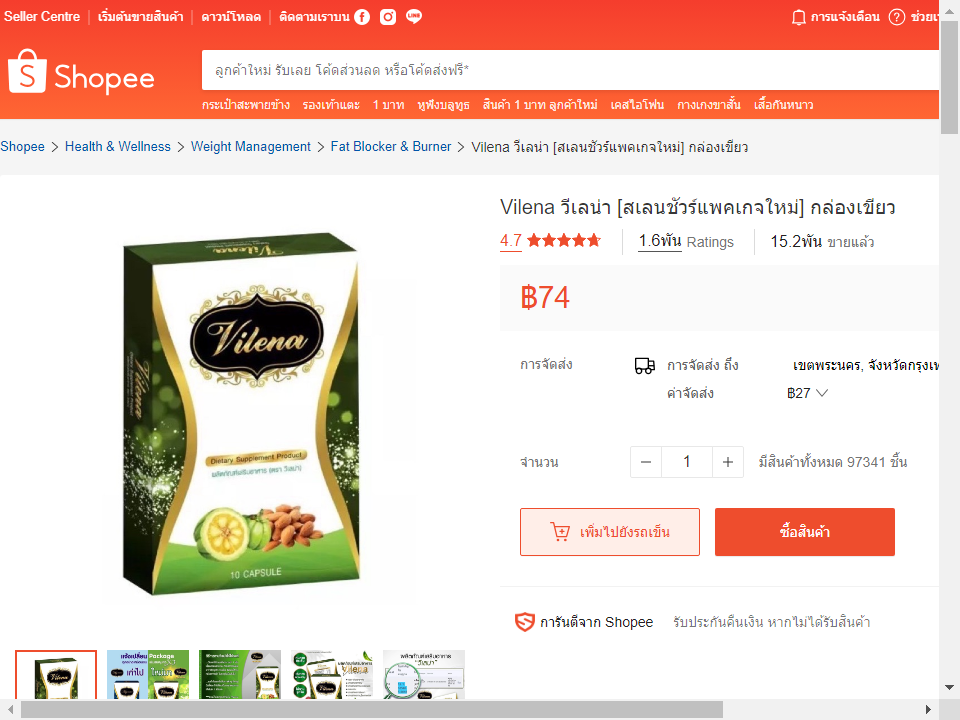 Seller Centre เริ่มต้นขายสินค้า ดาวน์โหลด ติดตามเราบน
การแจ้งเตือน
Shopee
ลูกค้าใหม่ รับเลย โค้ดส่วนลด หรือโค้ดส่งฟรี*
กระเป๋าสะพายข้าง รองเท้าแตะ 1 บาท หูฟังบลูทูธ สินค้า 1 บาท ลูกค้าใหม่ เคสไอโฟน กางเกงขาสั้น เสื้อกันหนาว
Shopee > Health & Wellness > Weight Management > Fat Blocker & Burner > Vilena วีเลน่า [สเลนชัวร์แพคเกจใหม่] กล่องเขียว
Vilena วีเลน่า [สเลนชัวร์แพคเกจใหม่] กล่องเขียว
4.7
1.6พัน Ratings
15.2พัน ขายแล้ว
฿74
การจัดส่ง
การจัดส่ง ถึง
เขตพระนคร,
ค่าจัดส่ง
฿27
จำนวน
1
มีสินค้าทั้งหมด 97341 ชิ้น
เพิ่มไปยังรถเข็น
ซื้อสินค้า
การันตีจาก Shopee
รับประกันคืนเงิน หากไม่ได้รับสินค้า
Vilena
Vilena
Vilena
Dietary Supplement Product
10 CAPSULE